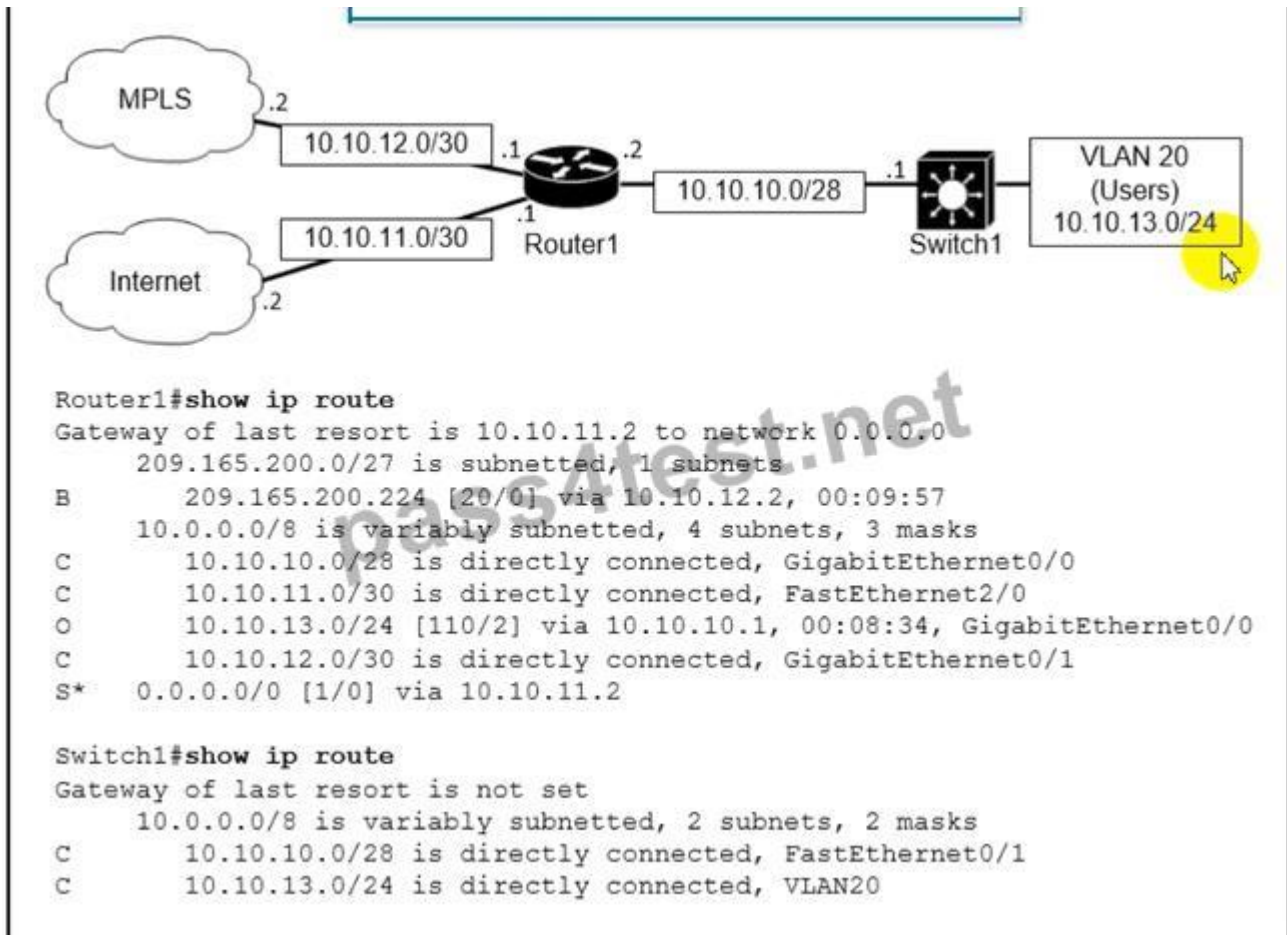 MPLS
.2
10.10.12.0/30
.1
.2
10.10.10.0/28
.1
VLAN 20
(Users)
10.10.13.0/24
.1
10.10.11.0/30
Router1
Switch1
Internet
.2
Router1#show ip route
Gateway of last resort is 10.10.11.2 to network 0.0.0.0
209.165.200.0/27 is subnetted, 1 subnets
B 209.165.200.224 [20/0] via 10.10.12.2, 00:09:57
10.0.0.0/8 is variably subnetted, 4 subnets, 3 masks
C 10.10.10.0/28 is directly connected, GigabitEthernet0/0
C 10.10.11.0/30 is directly connected, FastEthernet2/0
O 10.10.13.0/24 [110/2] via 10.10.10.1, 00:08:34, GigabitEthernet0/0
C 10.10.12.0/30 is directly connected, GigabitEthernet0/1
S* 0.0.0.0/0 [1/0] via 10.10.11.2
Switch1#show ip route
Gateway of last resort is not set
10.0.0.0/8 is variably subnetted, 2 subnets, 2 masks
C 10.10.10.0/28 is directly connected, FastEthernet0/1
C 10.10.13.0/24 is directly connected, VLAN20
pass4test.net